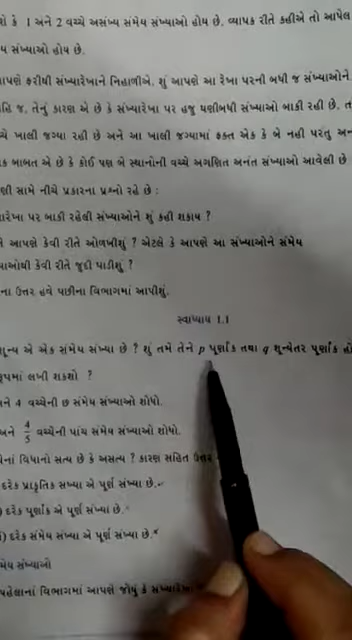 કે 1 અને 2 વચ્ચે અસંખ્ય સંમેય સંખ્યાઓ હોય છે. વ્યાપક રીતે કહીએ તો આપેલ
ય સંખ્યાઓ હોય છે.
આપણે ફરીથી સંખ્યારેખાને નિહાળીએ. શું આપણે આ રેખા પરની બધી જ સંખ્યાઓને
નહિ જ. તેનું કારણ એ છે કે સંખ્યારેખા પર હજુ ઘણીબધી સંખ્યાઓ બાકી રહી છે. ત
ચે ખાલી જગ્યા રહી છે અને આ ખાલી જગ્યામાં ફક્ત એક કે બે નહી પરંતુ અન
ક બાબત એ છે કે કોઈ પણ બે સ્થાનોની વચ્ચે અગણિત અનંત સંખ્યાઓ આવેલી છે
ણી સામે નીચે પ્રકારના પ્રશ્નો રહે છે :
યારેખા પર બાકી રહેલી સંખ્યાઓને શું કહી શકાય ?
ે આપણે કેવી રીતે ઓળખીશું ? એટલે કે આપણે આ સંખ્યાઓને સંમેય
યાઓથી કેવી રીતે જુદી પાડીશું ?
ના ઉત્તર હવે પછીના વિભાગમાં આપીશું.
સ્વાધ્યાય 1.1
શૂન્ય એ એક સંમેય સંખ્યા છે ? શું તમે તેને p પૂર્ણાંક તથા q શૂન્યેતર પૂર્ણાંક હો
રૂપમાં લખી શકશો ?
અને 4 વચ્ચેની છ સંમેય સંખ્યાઓ શોધો.
અને 4/5 વચ્ચેની પાંચ સંમેય સંખ્યાઓ શોધો.
નાં વિધાનો સત્ય છે કે અસત્ય ? કારણ સહિત ઉત્તર
દરેક પ્રાકૃતિક સંખ્યા એ પૂર્ણ સંખ્યા છે.
) દરેક પૂર્ણાંક એ પૂર્ણ સંખ્યા છે.
i) દરેક સંમેય સંખ્યા એ પૂર્ણ સંખ્યા છે.
મેય સંખ્યાઓ
પહેલાનાં વિભાગમાં આપણે જોયું કે સંખ્યારેખા